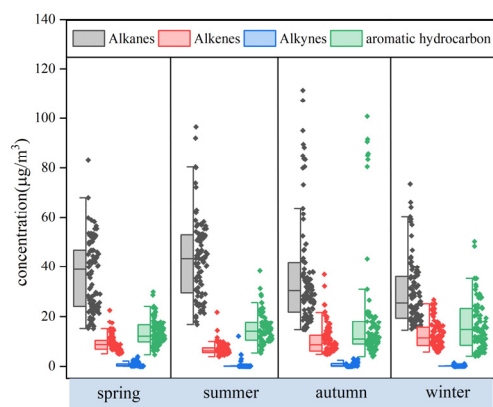 140
Alkanes Alkenes Alkynes aromatic hydrocarbon
120
100
80
60
40
20
0
concentration(μg/m³)
spring summer autumn winter